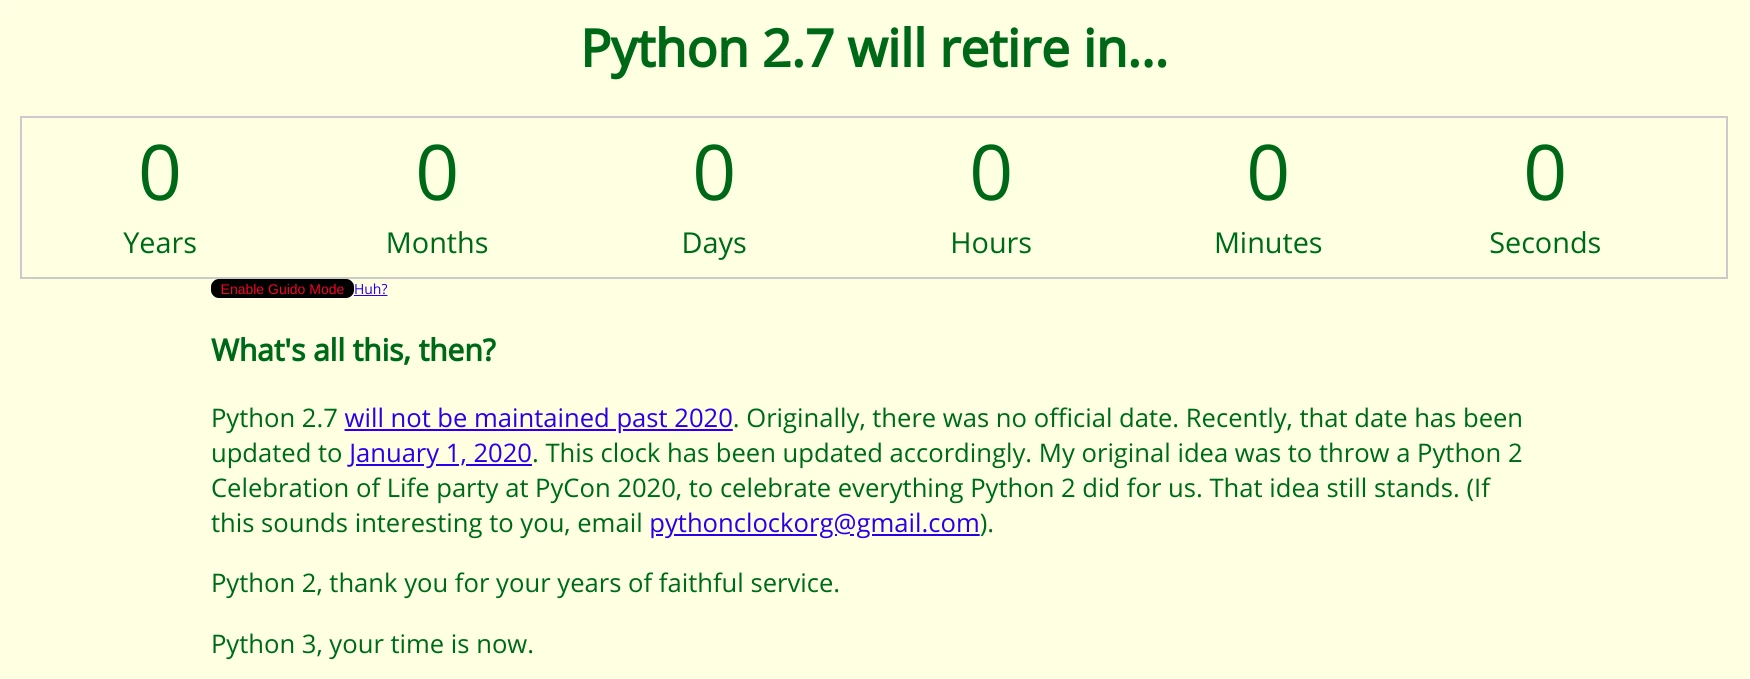 Python 2.7 will retire in...
0 0 0 0 0 0
Years Months Days Hours Minutes Seconds
Enable Guido Mode Huh?
What's all this, then?
Python 2.7 will not be maintained past 2020. Originally, there was no official date. Recently, that date has been
updated to January 1, 2020. This clock has been updated accordingly. My original idea was to throw a Python 2
Celebration of Life party at PyCon 2020, to celebrate everything Python 2 did for us. That idea still stands. (If
this sounds interesting to you, email pythonclockorg@gmail.com).
Python 2, thank you for your years of faithful service.
Python 3, your time is now.